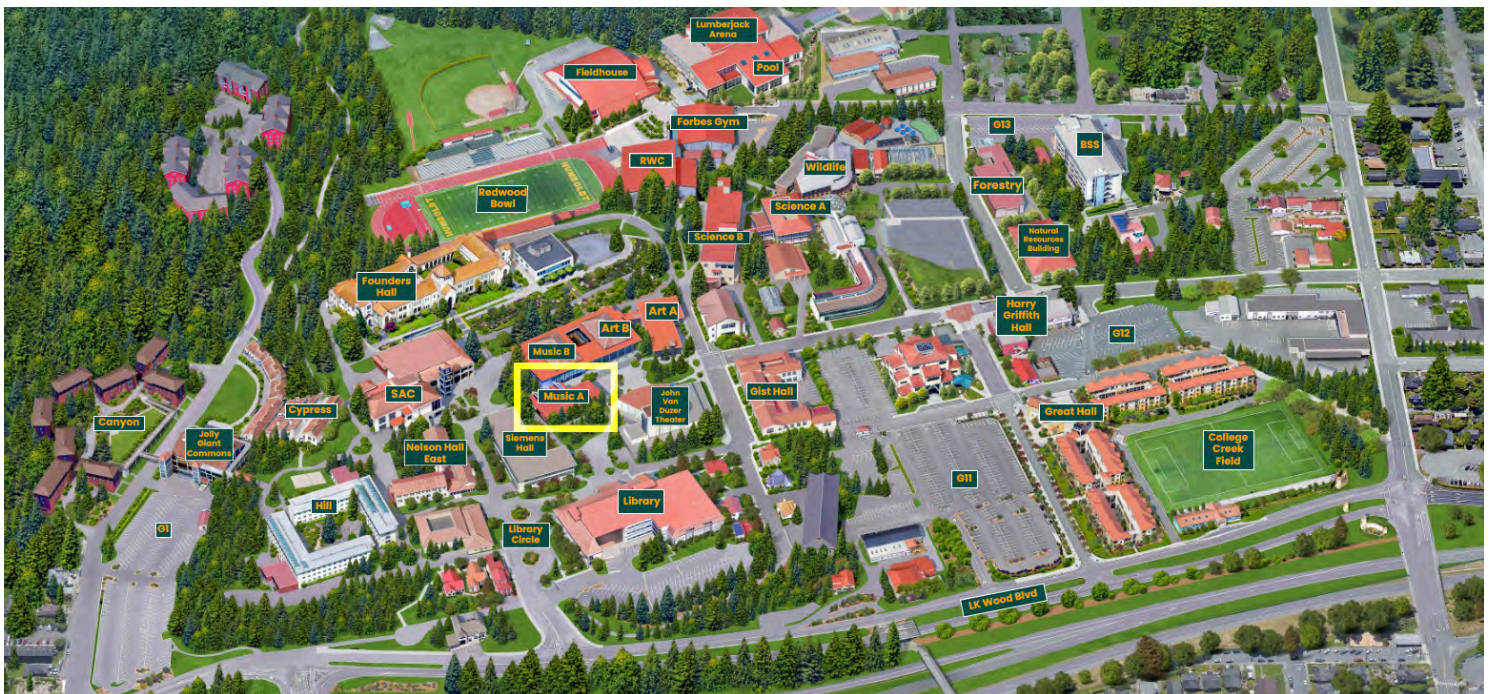 Lumberjack
Arena
Pool
Fieldhouse
Forbes Gym
G13
BSS
RWC
Wildlife
Redwood
Bowl
HUMBOLDT
LUMBERJACKS
Forestry
Science A
Science B
Natural
Resources
Building
Founders
Hall
Art A
Art B
Harry
Griffith
Hall
G12
Music B
Music A
SAC
John
Van
Duzer
Theater
Gist Hall
Cypress
Great Hall
Canyon
Jolly
Giant
Commons
Nelson Hall
East
Siemens
Hall
College
Creek
Field
G11
Hill
Library
G1
Library
Circle
LK Wood Blvd